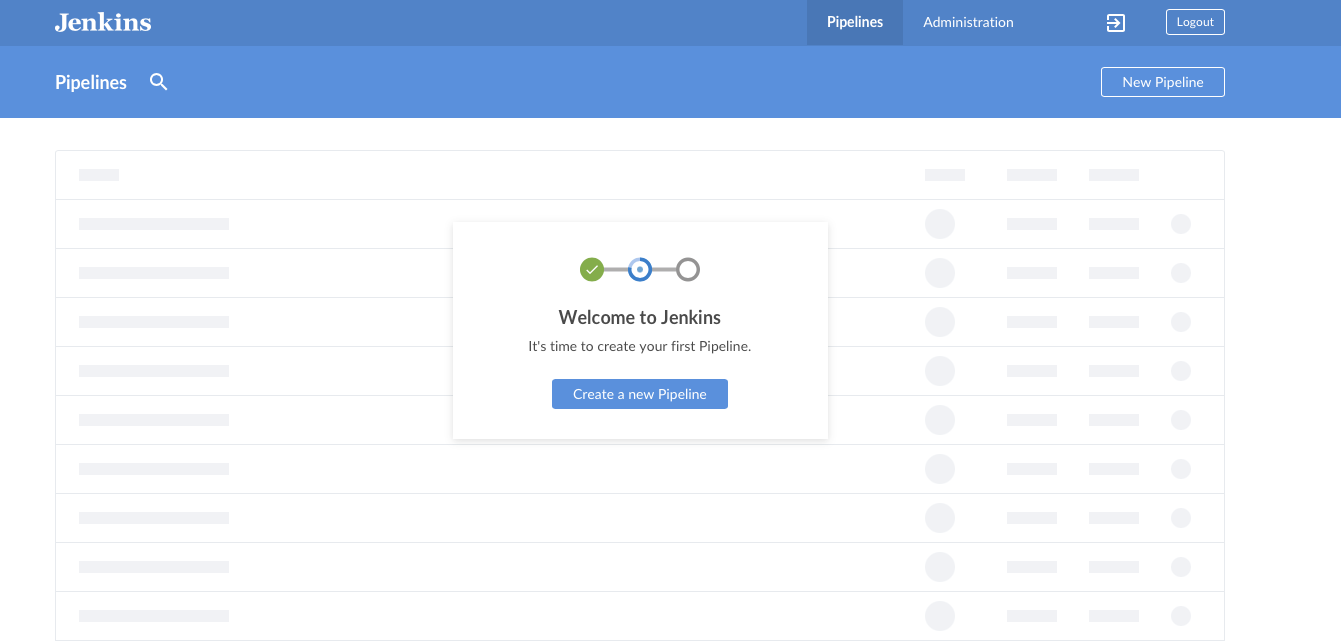 Jenkins
Pipelines
Administration
Logout
Pipelines
New Pipeline
Welcome to Jenkins
It's time to create your first Pipeline.
Create a new Pipeline